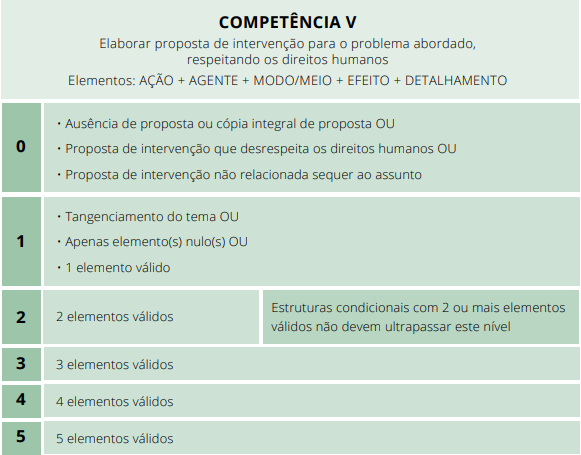 COMPETÊNCIA V
Elaborar proposta de intervenção para o problema abordado,
respeitando os direitos humanos
Elementos: AÇÃO + AGENTE + MODO/MEIO + EFEITO + DETALHAMENTO
0
• Ausência de proposta ou cópia integral de proposta OU
• Proposta de intervenção que desrespeita os direitos humanos OU
• Proposta de intervenção não relacionada sequer ao assunto
1
• Tangenciamento do tema OU
• Apenas elemento(s) nulo(s) OU
• 1 elemento válido
2
2 elementos válidos
Estruturas condicionais com 2 ou mais elementos
válidos não devem ultrapassar este nível
3
3 elementos válidos
4
4 elementos válidos
5
5 elementos válidos